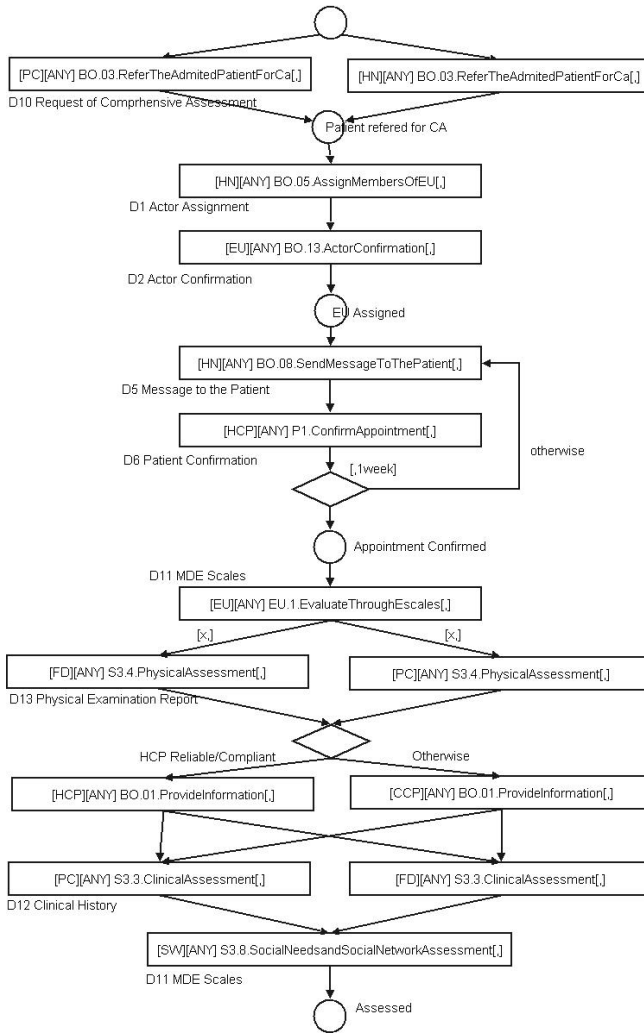 [PC][ANY] BO.03.ReferTheAdmitedPatientForCa[,]
[HN][ANY] BO.03.ReferTheAdmitedPatientForCa[,]
D10 Request of Comprhensive Assessment
Patient refered for CA
[HN][ANY] BO.05.AssignMembersOfEU[,]
D1 Actor Assignment
[EU][ANY] BO.13.ActorConfirmation[,]
D2 Actor Confirmation
EU Assigned
[HN][ANY] BO.08.SendMessageToThePatient[,]
D5 Message to the Patient
[HCP][ANY] P1.ConfirmAppointment[,]
D6 Patient Confirmation
otherwise
[,1week]
Appointment Confirmed
D11 MDE Scales
[EU][ANY] EU.1.EvaluateThroughEscales[,]
[x,]
[x,]
[FD][ANY] S3.4.PhysicalAssessment[,]
[PC][ANY] S3.4.PhysicalAssessment[,]
D13 Physical Examination Report
HCP Reliable/Compliant
Otherwise
[HCP][ANY] BO.01.ProvideInformation[,]
[CCP][ANY] BO.01.ProvideInformation[,]
[PC][ANY] S3.3.ClinicalAssessment[,]
[FD][ANY] S3.3.ClinicalAssessment[,]
D12 Clinical History
[SW][ANY] S3.8.SocialNeedsandSocialNetworkAssessment[,]
D11 MDE Scales
Assessed